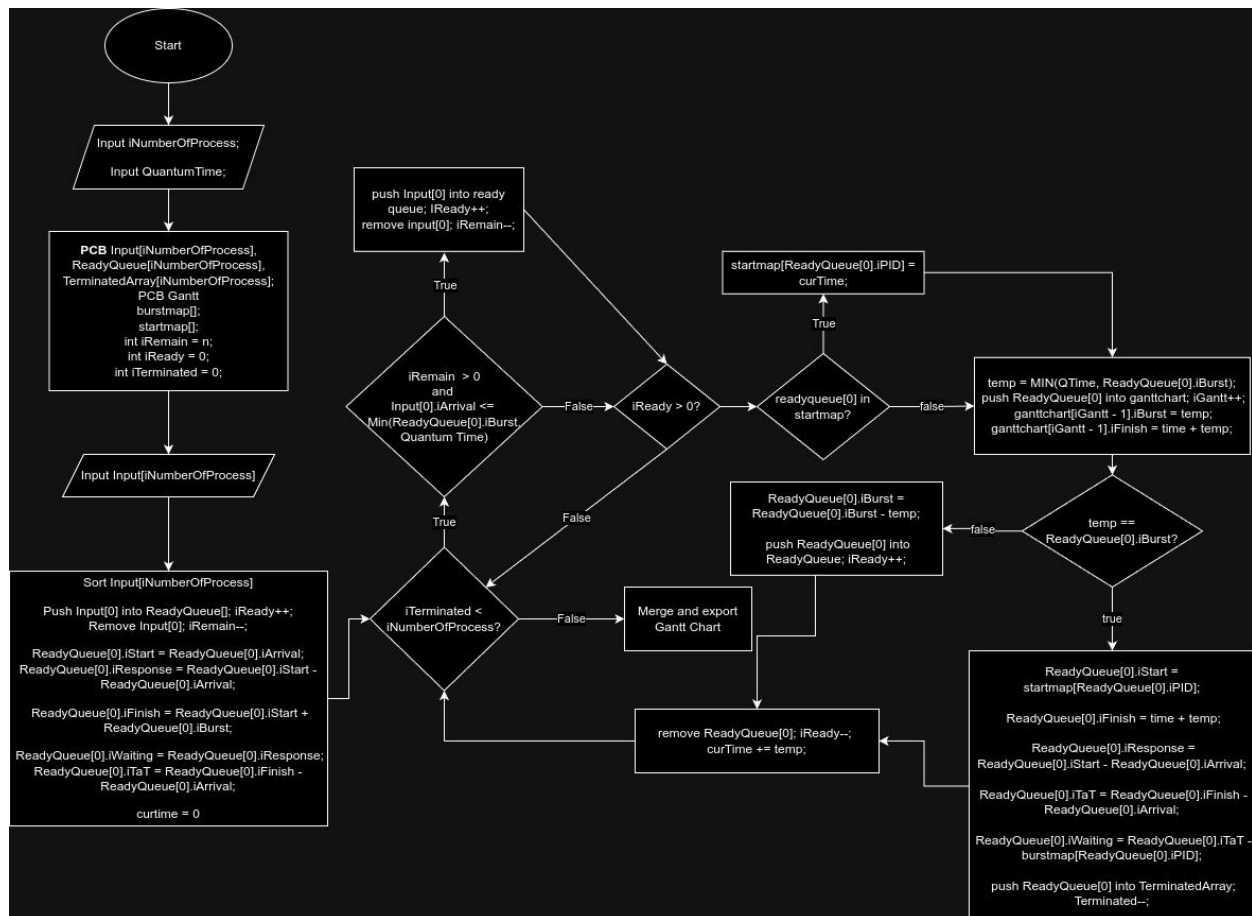 Start
Input iNumberOfProcess;
Input QuantumTime;
PCB Input[iNumberOfProcess],
ReadyQueue[iNumberOfProcess],
TerminatedArray[iNumberOfProcess];
PCB Gantt
burstmap[];
startmap[];
int iRemain = n;
int iReady = 0;
int iTerminated = 0;
Input Input[iNumberOfProcess]
Sort Input[iNumberOfProcess]
Push Input[0] into ReadyQueue[]; iReady++;
Remove Input[0]; iRemain--;
ReadyQueue[0].iStart = ReadyQueue[0].iArrival;
ReadyQueue[0].iResponse = ReadyQueue[0].iStart -
ReadyQueue[0].iArrival;
ReadyQueue[0].iFinish = ReadyQueue[0].iStart +
ReadyQueue[0].iBurst;
ReadyQueue[0].iWaiting = ReadyQueue[0].iResponse;
ReadyQueue[0].iTaT = ReadyQueue[0].iFinish -
ReadyQueue[0].iArrival;
curtime = 0
iTerminated <
iNumberOfProcess?
False
Merge and export
Gantt Chart
True
iRemain > 0
and
Input[0].iArrival <=
Min(ReadyQueue[0].iBurst,
Quantum Time)
True
push Input[0] into ready
queue; IReady++;
remove input[0]; iRemain--;
False
iReady > 0?
False
readyqueue[0] in
startmap?
True
startmap[ReadyQueue[0].iPID] =
curTime;
false
temp = MIN(QTime, ReadyQueue[0].iBurst);
push ReadyQueue[0] into ganttchart; iGantt++;
ganttchart[iGantt - 1].iBurst = temp;
ganttchart[iGantt - 1].iFinish = time + temp;
temp ==
ReadyQueue[0].iBurst?
false
ReadyQueue[0].iBurst =
ReadyQueue[0].iBurst - temp;
push ReadyQueue[0] into
ReadyQueue; iReady++;
true
ReadyQueue[0].iStart =
startmap[ReadyQueue[0].iPID];
ReadyQueue[0].iFinish = time + temp;
ReadyQueue[0].iResponse =
ReadyQueue[0].iStart - ReadyQueue[0].iArrival;
ReadyQueue[0].iTaT = ReadyQueue[0].iFinish -
ReadyQueue[0].iArrival;
ReadyQueue[0].iWaiting = ReadyQueue[0].iTaT -
burstmap[ReadyQueue[0].iPID];
push ReadyQueue[0] into TerminatedArray;
Terminated--;
remove ReadyQueue[0]; iReady--;
curTime += temp;